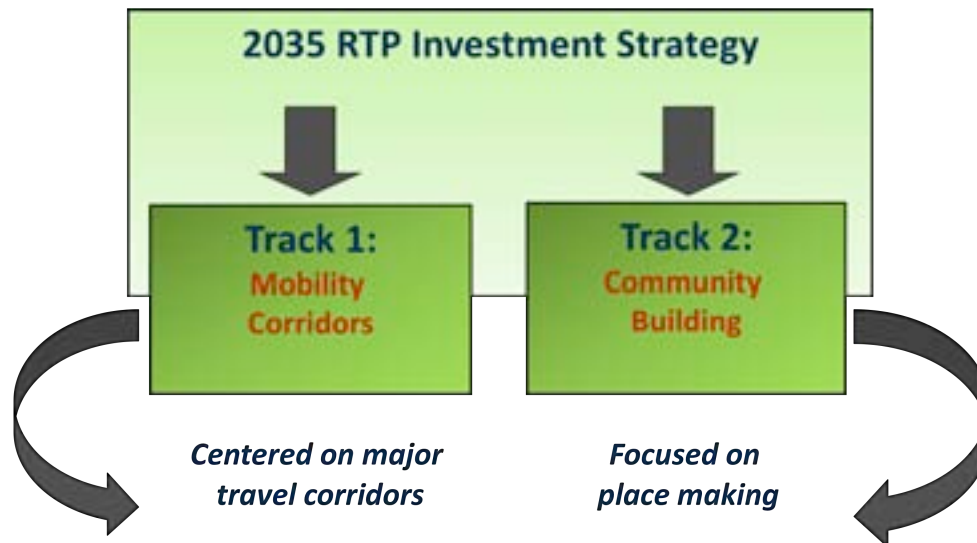 2035 RTP Investment Strategy
Track 1:
Mobility
Corridors
Track 2:
Community
Building
Centered on major
travel corridors
Focused on
place making